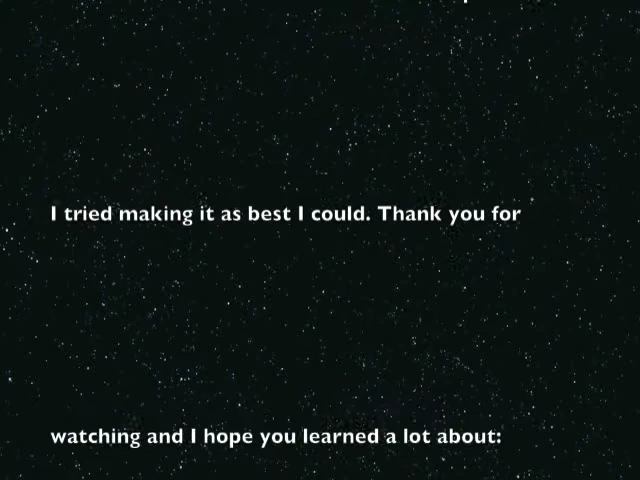 I tried making it as best I could. Thank you for
watching and I hope you learned a lot about: